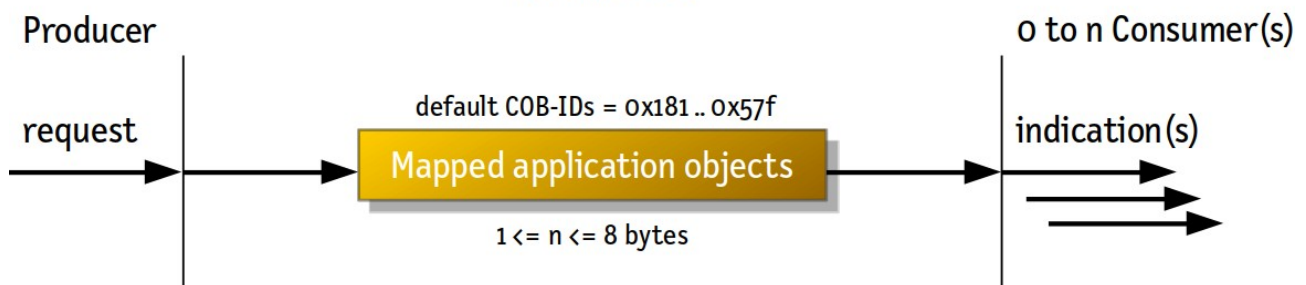 Producer
0 to n Consumer(s)
default COB-IDs = 0x181 .. 0x57f
request
indication(s)
Mapped application objects
1 <= n <= 8 bytes